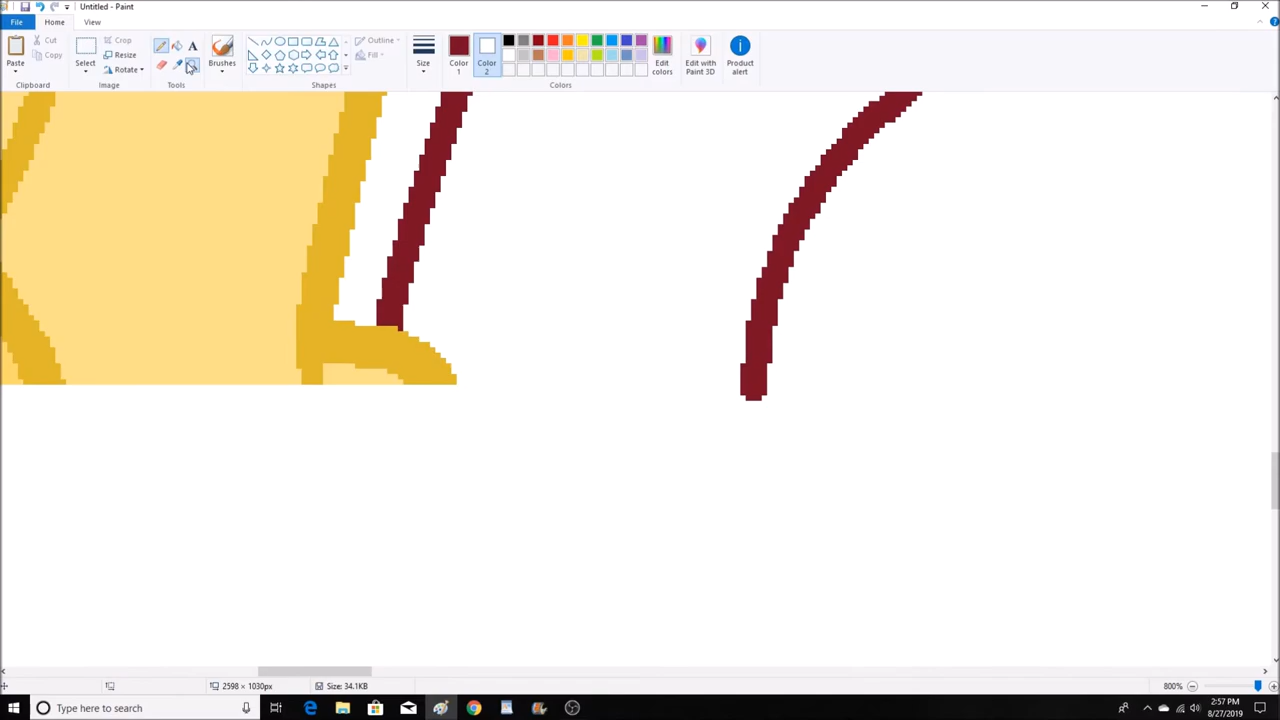 Untitled - Paint
File Home View
Paste
Cut
Copy
Clipboard
Select
Crop
Resize
Rotate
Image
A
Tools
Brushes
Outline
Fill
Shapes
Size
Color 1
Color 2
Colors
Edit colors
Edit with Paint 3D
Product alert
2598 × 1030px
Size: 34.1KB
800%
Type here to search
2:57 PM
8/27/2019